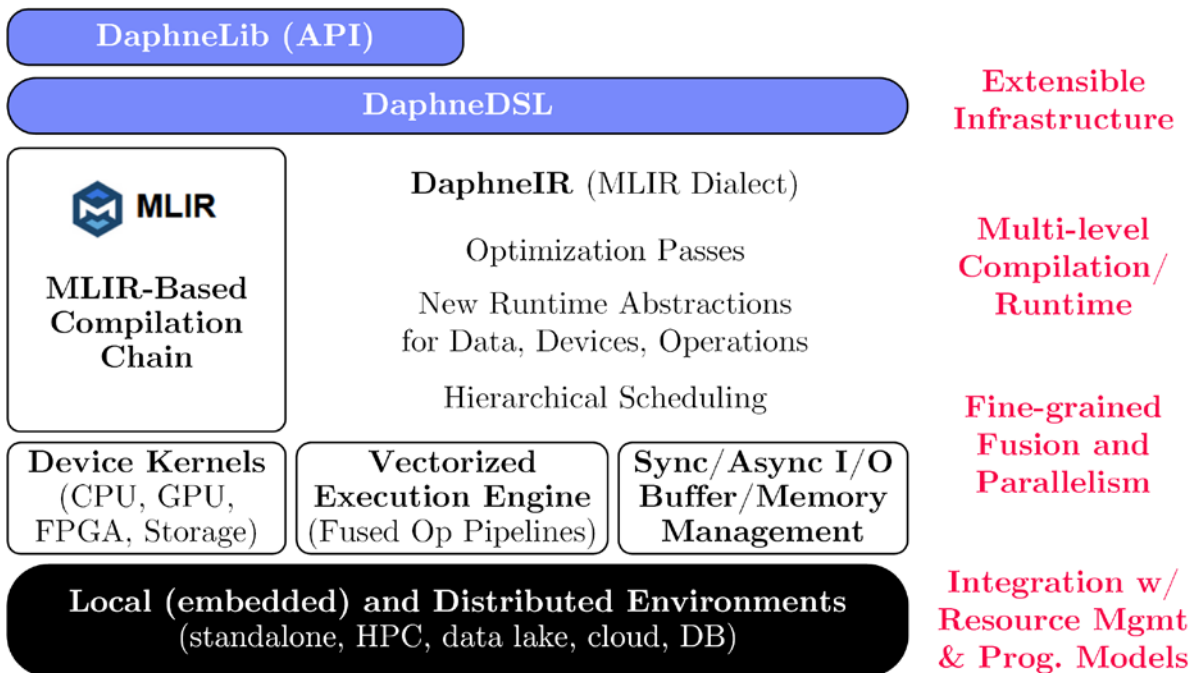 DaphneLib (API)
DaphneDSL
Extensible
Infrastructure
MLIR
MLIR-Based
Compilation
Chain
DaphneIR (MLIR Dialect)
Optimization Passes
New Runtime Abstractions
for Data, Devices, Operations
Hierarchical Scheduling
Multi-level
Compilation/
Runtime
Device Kernels
(CPU, GPU,
FPGA, Storage)
Vectorized
Execution Engine
(Fused Op Pipelines)
Sync/Async I/O
Buffer/Memory
Management
Fine-grained
Fusion and
Parallelism
Local (embedded) and Distributed Environments
(standalone, HPC, data lake, cloud, DB)
Integration w/
Resource Mgmt
& Prog. Models